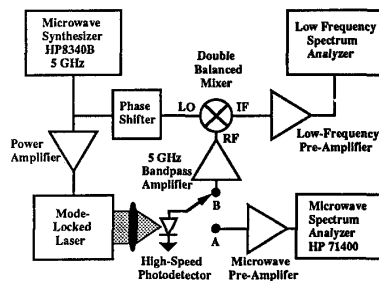 Microwave
Synthesizer
HP8340B
5 GHz
Double
Balanced
Mixer
Low Frequency
Spectrum
Analyzer
Phase
Shifter
LO
IF
RF
Power
Amplifier
Low-Frequency
Pre-Amplifier
5 GHz
Bandpass
Amplifier
B
Mode-
Locked
Laser
A
Microwave
Spectrum
Analyzer
HP 71400
High-Speed
Photodetector
Microwave
Pre-Amplifer